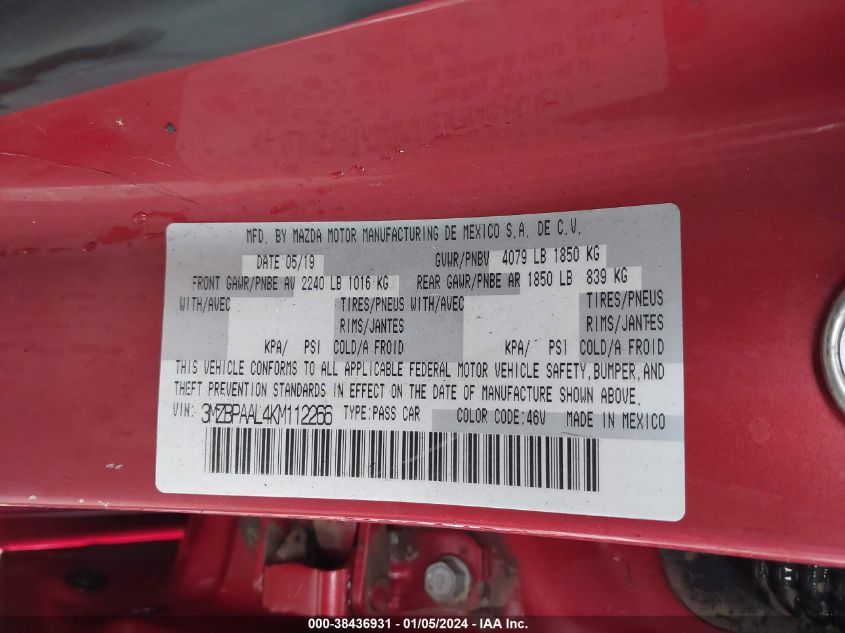 MFD. BY MAZDA MOTOR MANUFACTURING DE MEXICO S.A. DE C.V.
DATE 05/19 GVWR/PNBV 4079 LB 1850 KG
FRONT GAWR/PNBE AV 2240 LB 1016 KG REAR GAWR/PNBE AR 1850 LB 839 KG
WITH/AVEC TIRES/PNEUS WITH/AVEC TIRES/PNEUS
RIMS/JANTES RIMS/JANTES
KPA/ PSI COLD/A FROID KPA/ PSI COLD/A FROID
THIS VEHICLE CONFORMS TO ALL APPLICABLE FEDERAL MOTOR VEHICLE SAFETY, BUMPER, AND
THEFT PREVENTION STANDARDS IN EFFECT ON THE DATE OF MANUFACTURE SHOWN ABOVE.
VIN: 3MZBPAAL4KM112266 TYPE:PASS CAR COLOR CODE:46V MADE IN MEXICO
000-38436931 - 01/05/2024 - IAA Inc.